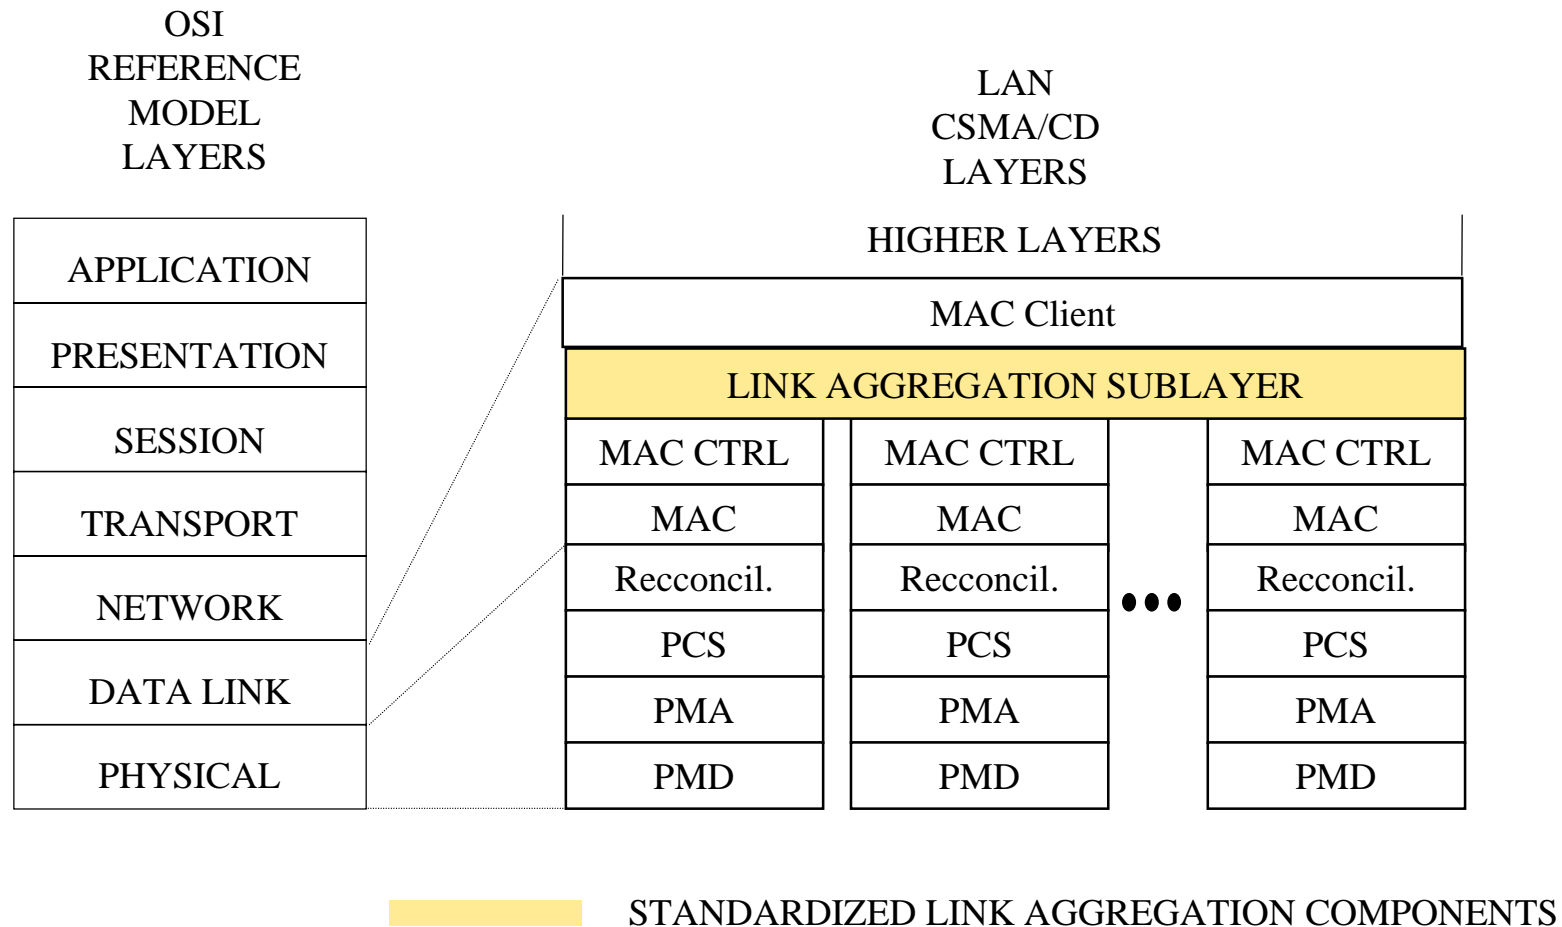 OSI
REFERENCE
MODEL
LAYERS
LAN
CSMA/CD
LAYERS
APPLICATION
PRESENTATION
SESSION
TRANSPORT
NETWORK
DATA LINK
PHYSICAL
HIGHER LAYERS
MAC Client
LINK AGGREGATION SUBLAYER
MAC CTRL MAC CTRL MAC CTRL
MAC MAC MAC
Recconcil. Recconcil. Recconcil.
PCS PCS PCS
PMA PMA PMA
PMD PMD PMD
STANDARDIZED LINK AGGREGATION COMPONENTS